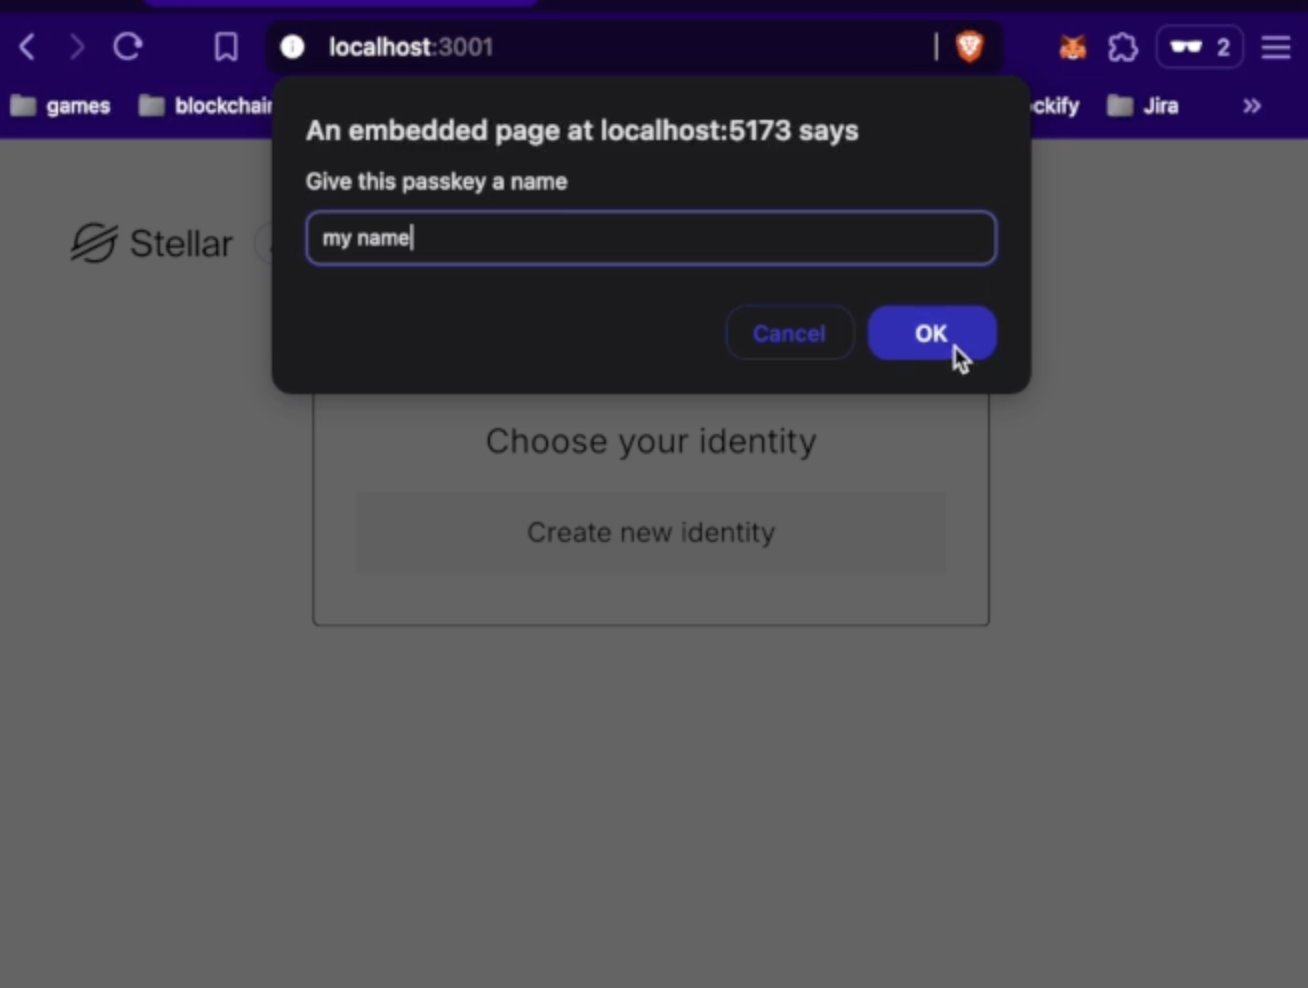 localhost:3001
2
games
blockchain
ckify
Jira
An embedded page at localhost:5173 says
Give this passkey a name
my name
Cancel
OK
Stellar
Choose your identity
Create new identity